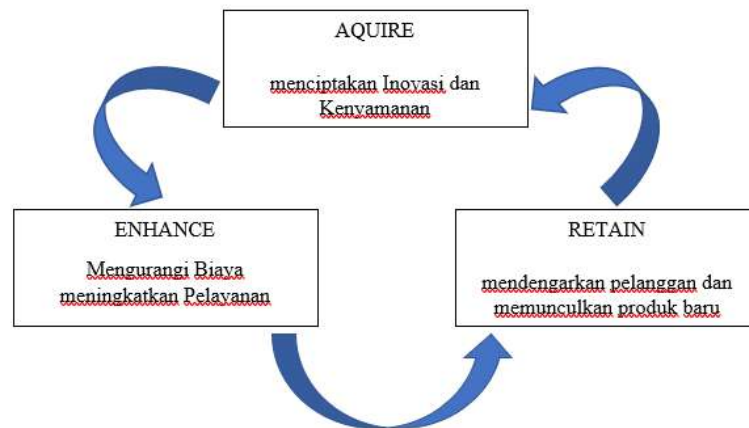 AQUIRE
menciptakan Inovasi dan
Kenyamanan
ENHANCE
Mengurangi Biaya
meningkatkan Pelayanan
RETAIN
mendengarkan pelanggan dan
memunculkan produk baru